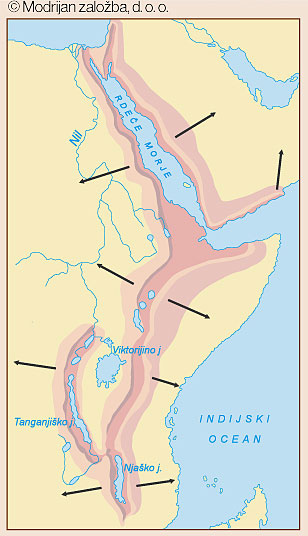 © Modrijan založba, d. o. o.
RDEČE MORJE
Nil
Viktorijino j
Tanganjiško j.
INDIJSKI
OCEAN
Njaško j.